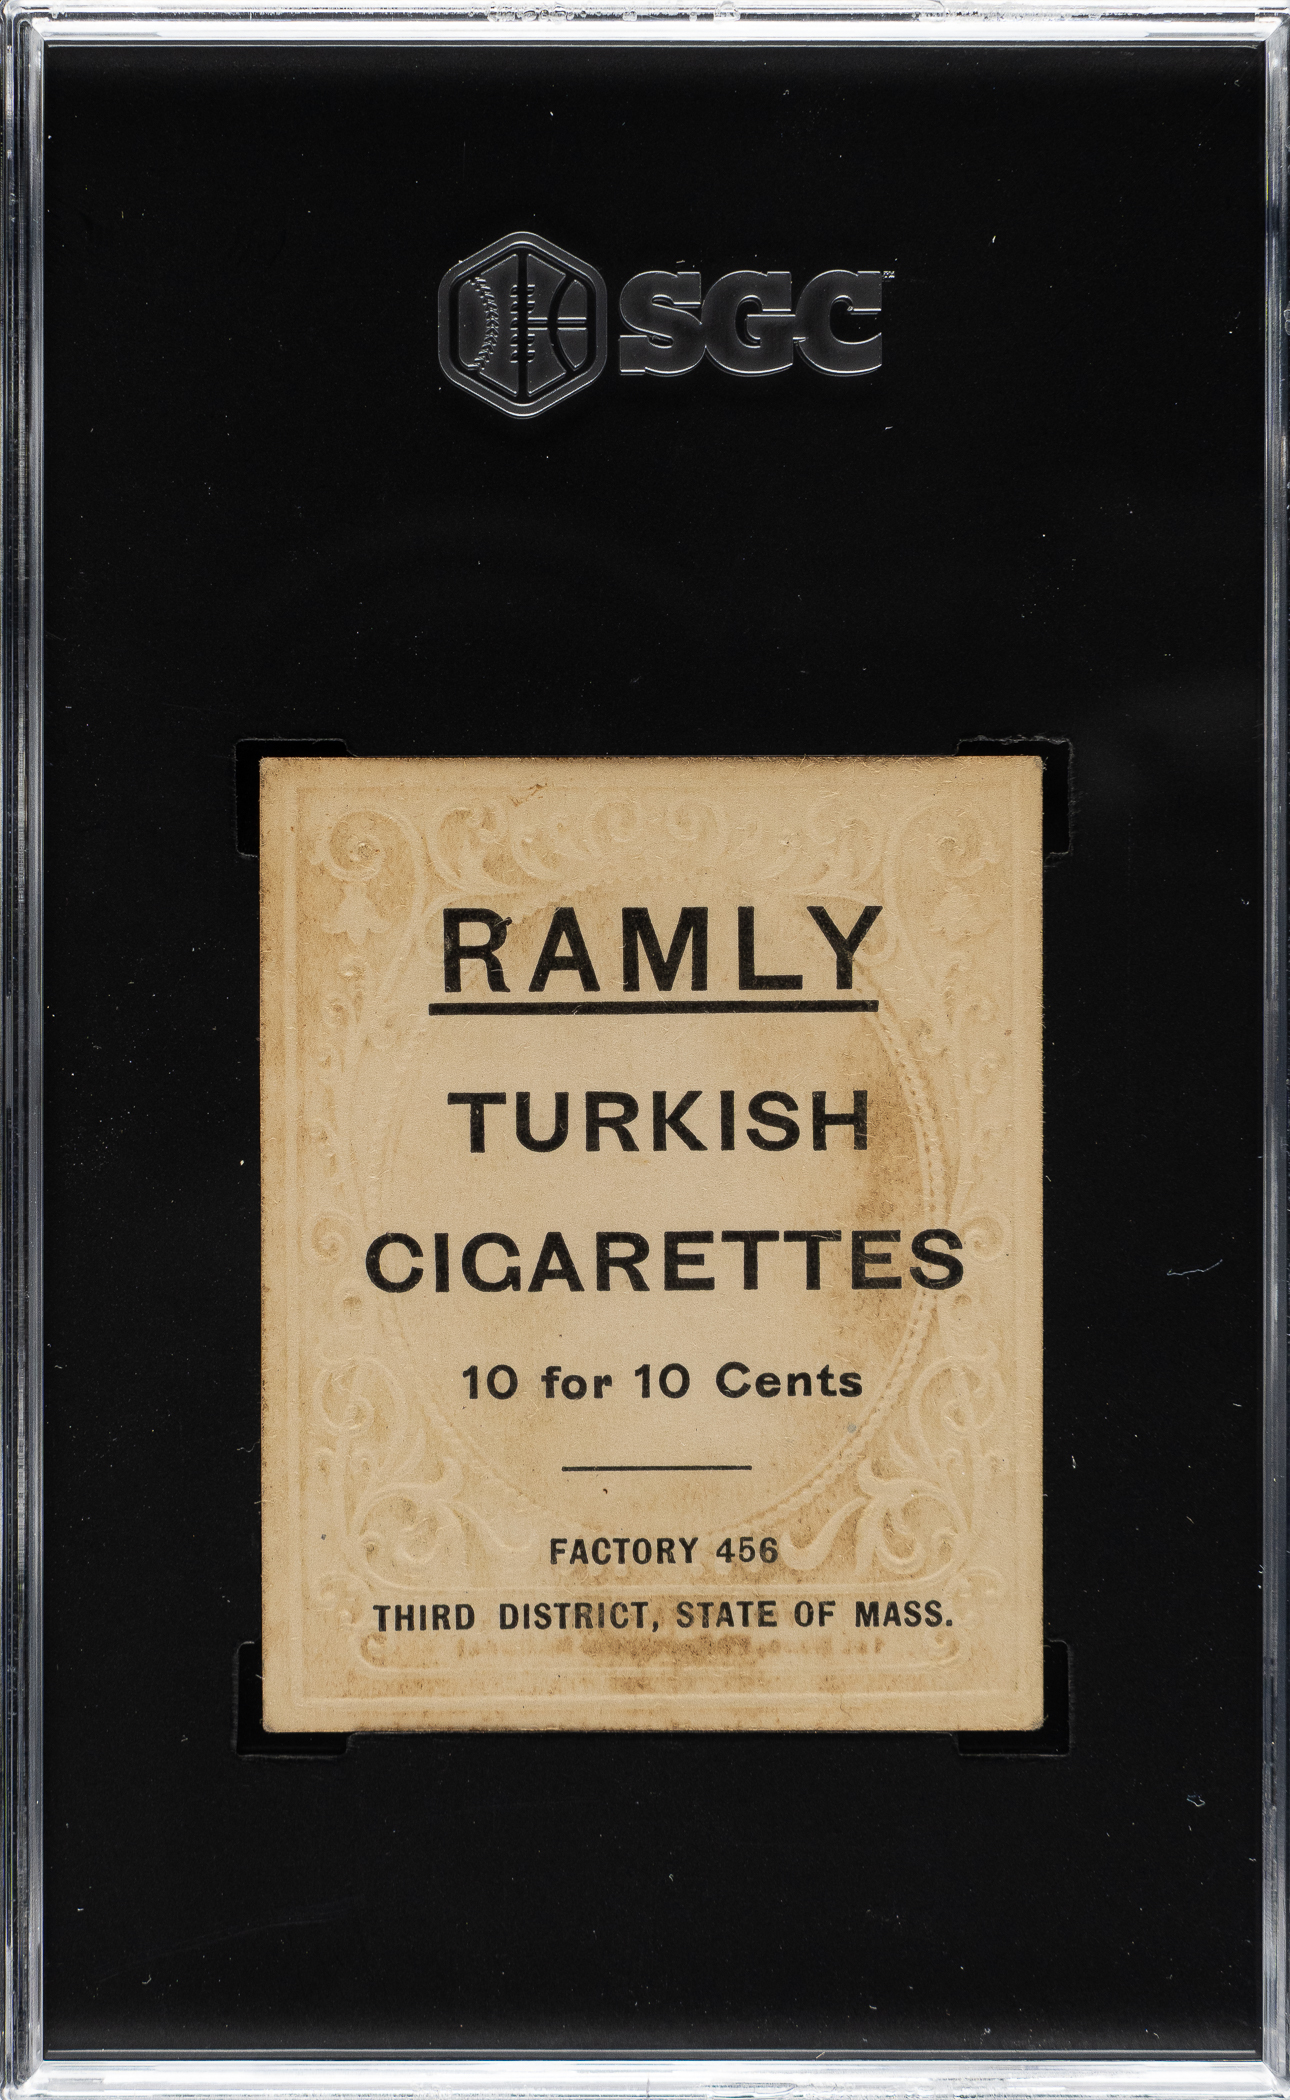 SGC
RAMLY
TURKISH
CIGARETTES
10 for 10 Cents
FACTORY 456
THIRD DISTRICT, STATE OF MASS.